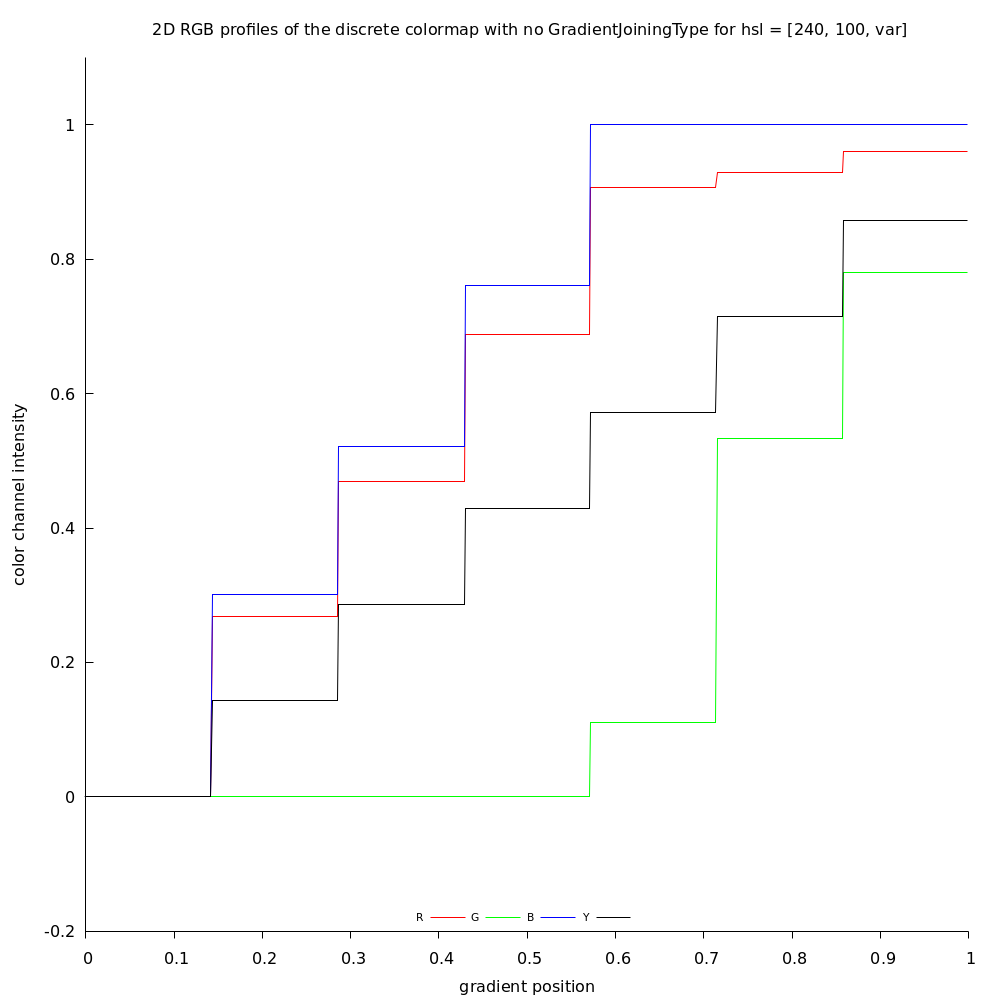 2D RGB profiles of the discrete colormap with no GradientJoiningType for hsl = [240, 100, var]
1
0.8
0.6
0.4
0.2
0
-0.2
color channel intensity
R G B Y
0 0.1 0.2 0.3 0.4 0.5 0.6 0.7 0.8 0.9 1
gradient position